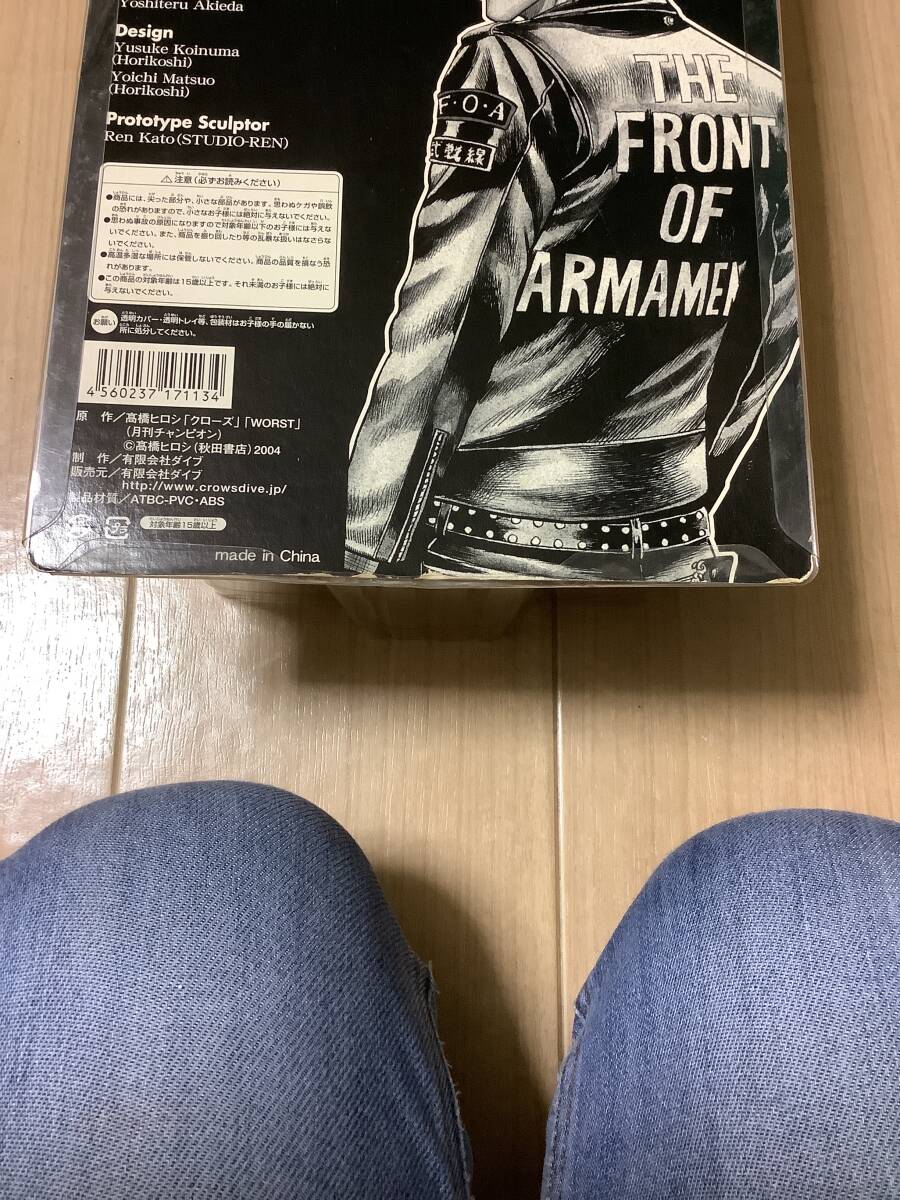 Yoshiteru Akieda
Design
Yusuke Koinuma
(Horikoshi)
Yoichi Matsuo
(Horikoshi)
Prototype Sculptor
Ren Kato(STUDIO-REN)
⚠注意(必ずお読みください)
●商品には、尖った部分や、小さな部品があります。思わぬケガや誤飲
の恐れがありますので、小さなお子様には絶対に与えないでください。
●思わぬ事故の原因になりますので対象年齢以下のお子様には与えな
いでください。また、商品を振り回したり等の乱暴な扱いはなさら
ないでください。
●高温多湿な場所には保管しないでください。商品の品質を損なう恐
れがあります。
●この商品の対象年齢は15歳以上です。それ未満のお子様には絶対に
与えないでください。
お願い 透明カバー・透明トレイ等、包装材はお子様の手の届かない
所に処分してください。
4 560237 171134
原 作/髙橋ヒロシ「クローズ」「WORST」
(月刊チャンピオン)
©髙橋ヒロシ(秋田書店)2004
制 作/有限会社ダイブ
販売元/有限会社ダイブ
http://www.crowsdive.jp/
製品材質/ATBC-PVC・ABS
対象年齢15歳以上
made in China
F・O・A
武戦線
THE
FRONT
OF
ARMAMEN